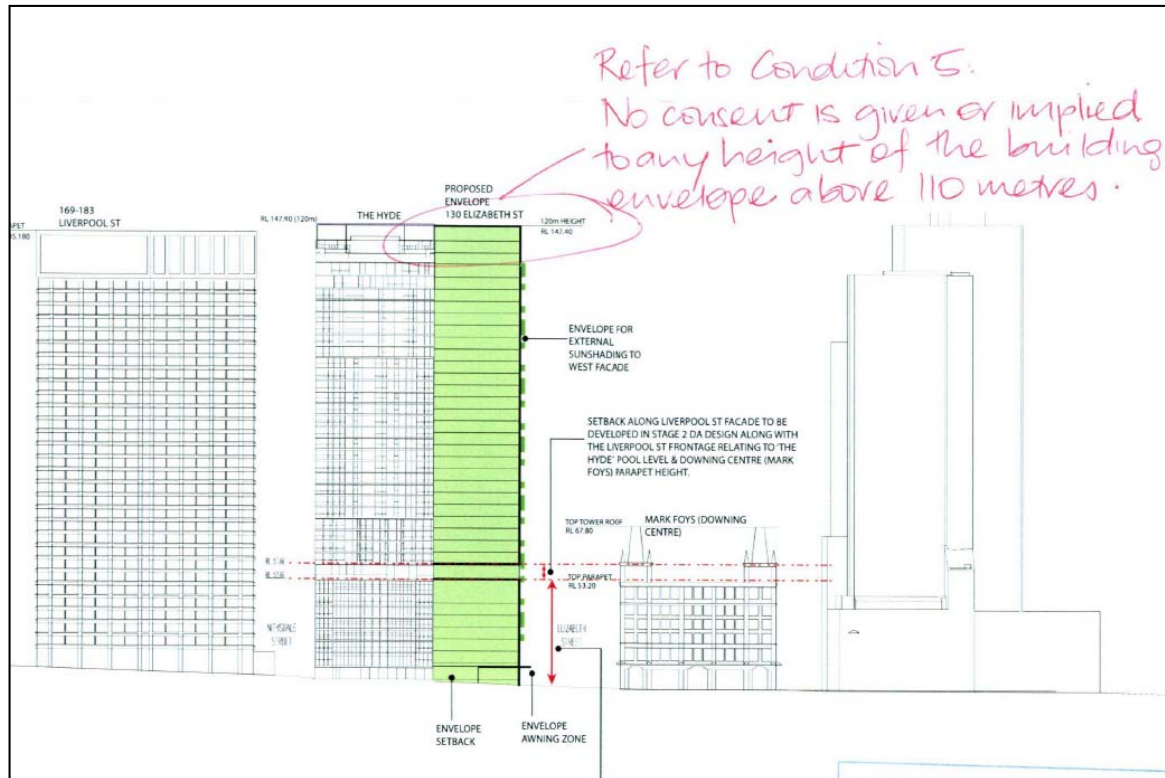 Refer to Condition 5.
No consent is given or implied
to any height of the building
envelope above 110 metres.
169-183
LIVERPOOL ST
RL 147.40 (120m)
THE HYDE
PROPOSED
ENVELOPE
130 ELIZABETH ST
120m HEIGHT
RL 147.40
ENVELOPE FOR
EXTERNAL
SUNSHADING TO
WEST FACADE
SETBACK ALONG LIVERPOOL ST FACADE TO BE
DEVELOPED IN STAGE 2 DA DESIGN ALONG WITH
THE LIVERPOOL ST FRONTAGE RELATING TO 'THE
HYDE' POOL LEVEL & DOWNING CENTRE (MARK
FOYS) PARAPET HEIGHT.
TOP TOWER ROOF
RL 67.80
MARK FOYS (DOWNING
CENTRE)
TOP PARAPET
RL 53.20
STREET
ELIZABETH
STREET
ENVELOPE
SETBACK
ENVELOPE
AWNING ZONE